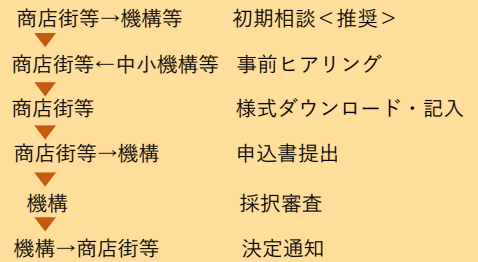 商店街等→機構等 初期相談＜推奨＞
商店街等←中小機構等 事前ヒアリング
商店街等 様式ダウンロード・記入
商店街等→機構 申込書提出
機構 採択審査
機構→商店街等 決定通知